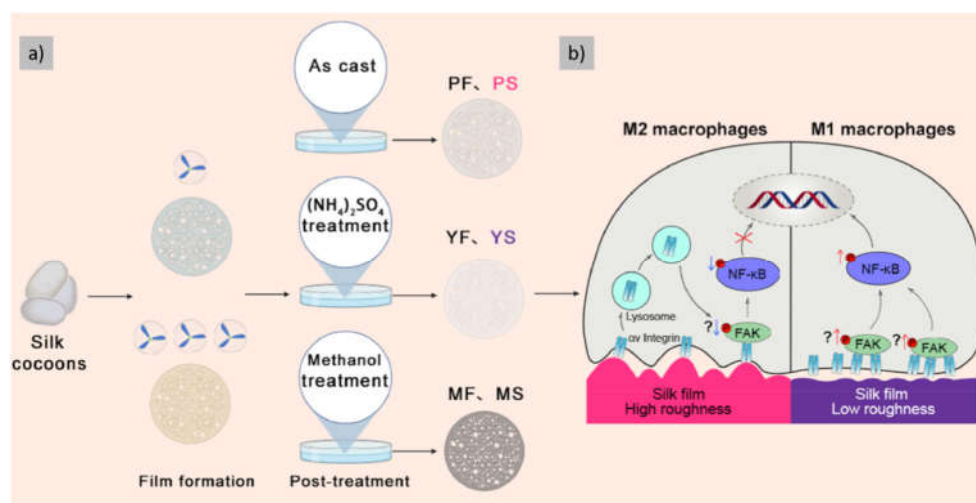 a)
As cast
PF、PS
(NH₄)₂SO₄
treatment
YF、YS
Silk
cocoons
Methanol
treatment
MF、MS
Film formation
Post-treatment
b)
M2 macrophages
M1 macrophages
NF-κB
NF-κB
Lysosome
αv Integrin
?
FAK
?
FAK
?
FAK
Silk film
High roughness
Silk film
Low roughness